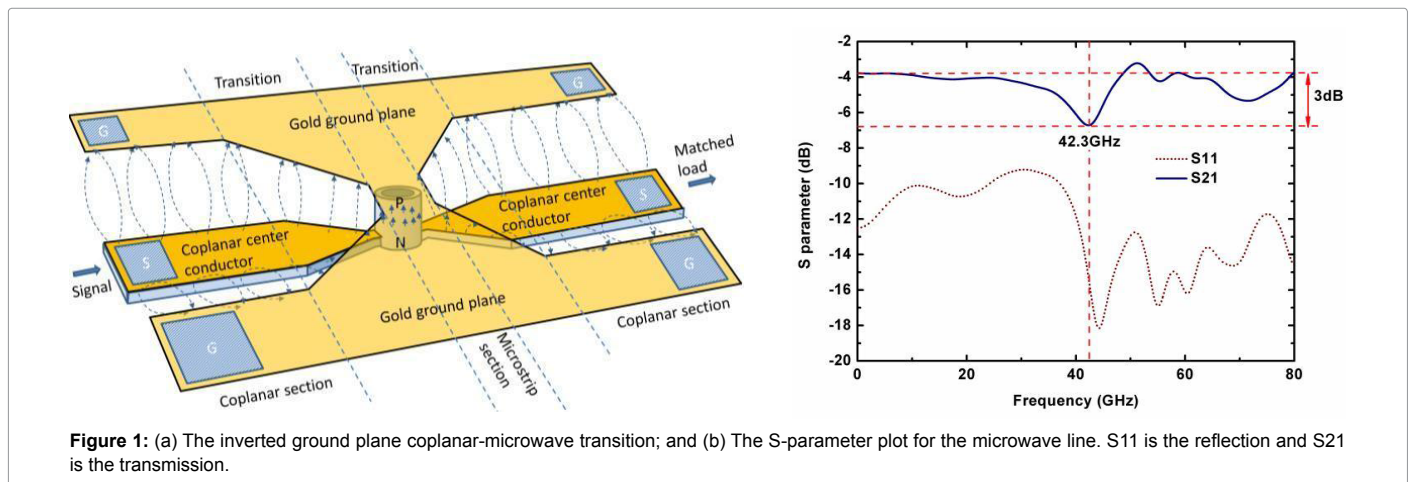 Transition
Transition
G
Gold ground plane
G
Matched
load
P
N
Coplanar center
conductor
S
Coplanar center
conductor
S
Signal
G
Gold ground plane
G
Coplanar section
Microstrip
section
Coplanar section
-2
-4
-6
-8
-10
-12
-14
-16
-18
-20
S parameter (dB)
3dB
42.3GHz
S11
S21
0
20
40
60
80
Frequency (GHz)
Figure 1: (a) The inverted ground plane coplanar-microwave transition; and (b) The S-parameter plot for the microwave line. S11 is the reflection and S21
is the transmission.